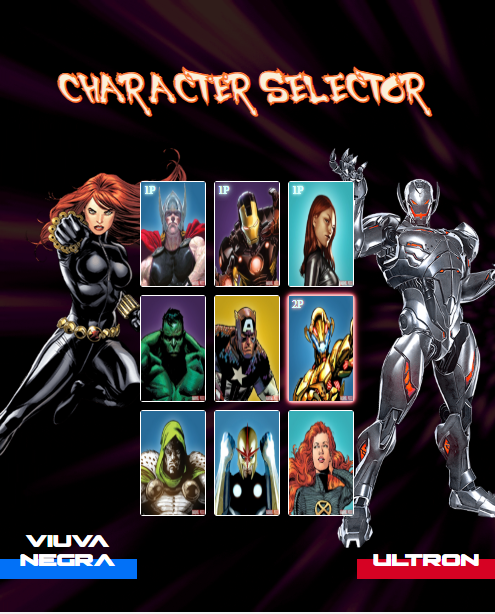 CHARACTER SELECTOR
1P 1P 1P
2P
VIUVA
NEGRA
ULTRON